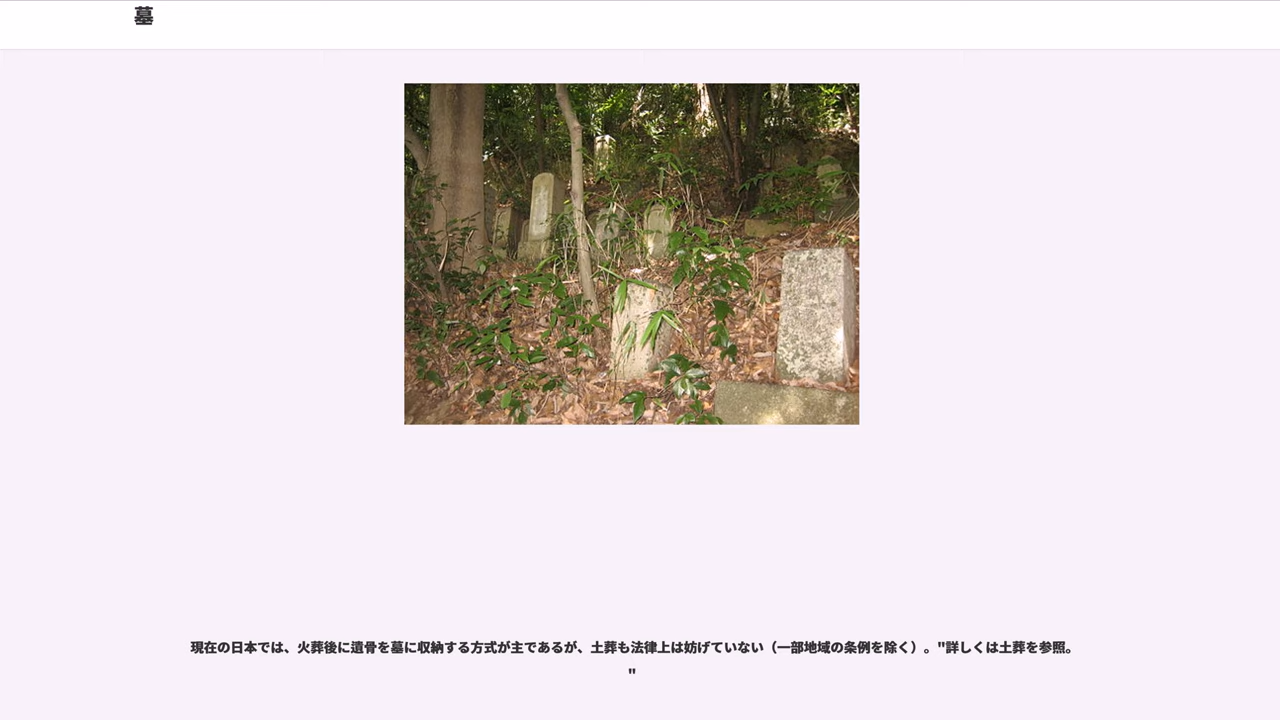 墓
現在の日本では、火葬後に遺骨を墓に収納する方式が主であるが、土葬も法律上は妨げていない（一部地域の条例を除く）。"詳しくは土葬を参照。
"